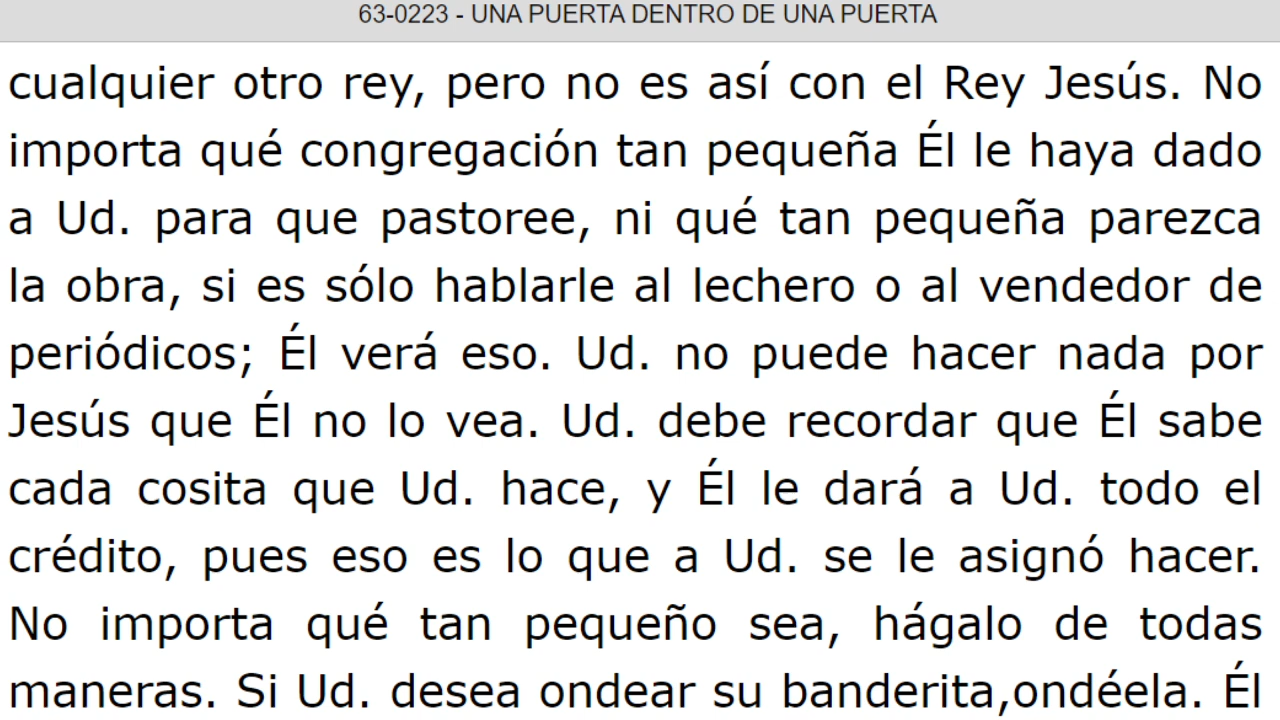 63-0223 - UNA PUERTA DENTRO DE UNA PUERTA
cualquier otro rey, pero no es así con el Rey Jesús. No
importa qué congregación tan pequeña Él le haya dado
a Ud. para que pastoree, ni qué tan pequeña parezca
la obra, si es sólo hablarle al lechero o al vendedor de
periódicos; Él verá eso. Ud. no puede hacer nada por
Jesús que Él no lo vea. Ud. debe recordar que Él sabe
cada cosita que Ud. hace, y Él le dará a Ud. todo el
crédito, pues eso es lo que a Ud. se le asignó hacer.
No importa qué tan pequeño sea, hágalo de todas
maneras. Si Ud. desea ondear su banderita,ondéela. Él